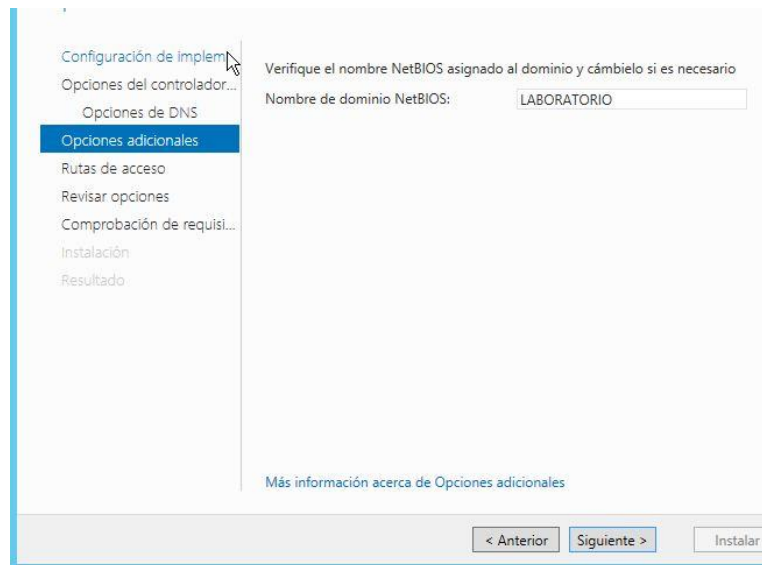 Configuración de implem
Opciones del controlador...
Opciones de DNS
Opciones adicionales
Rutas de acceso
Revisar opciones
Comprobación de requisi...
Instalación
Resultado
Verifique el nombre NetBIOS asignado al dominio y cámbielo si es necesario
Nombre de dominio NetBIOS: LABORATORIO
Más información acerca de Opciones adicionales
< Anterior Siguiente > Instalar